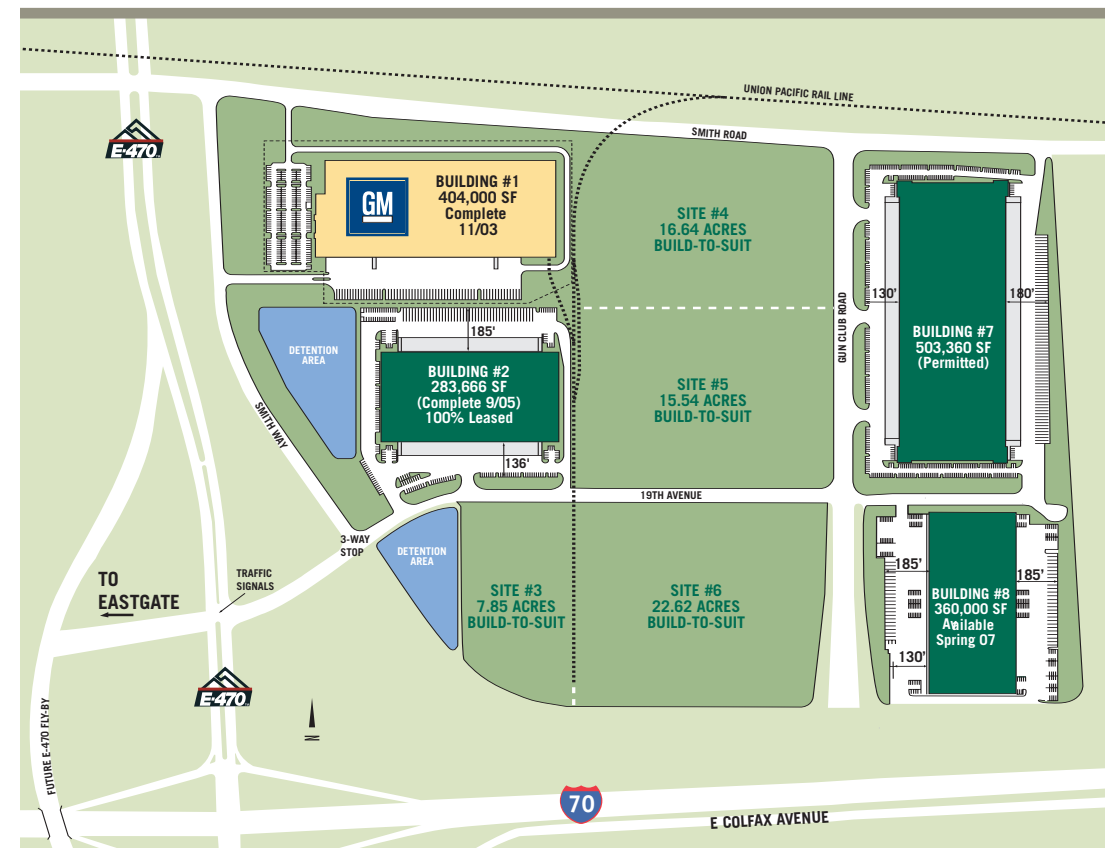 UNION PACIFIC RAIL LINE
SMITH ROAD
E-470
BUILDING #1
404,000 SF
Complete
11/03
GM
SITE #4
16.64 ACRES
BUILD-TO-SUIT
130'
180'
GUN CLUB ROAD
BUILDING #7
503,360 SF
(Permitted)
185'
DETENTION
AREA
BUILDING #2
283,666 SF
(Complete 9/05)
100% Leased
SITE #5
15.54 ACRES
BUILD-TO-SUIT
SMITH WAY
136'
19TH AVENUE
3-WAY
STOP
DETENTION
AREA
TRAFFIC
SIGNALS
TO
EASTGATE
SITE #3
7.85 ACRES
BUILD-TO-SUIT
SITE #6
22.62 ACRES
BUILD-TO-SUIT
185'
185'
BUILDING #8
360,000 SF
Available
Spring 07
130'
E-470
N
FUTURE E-470 FLY-BY
70
E COLFAX AVENUE